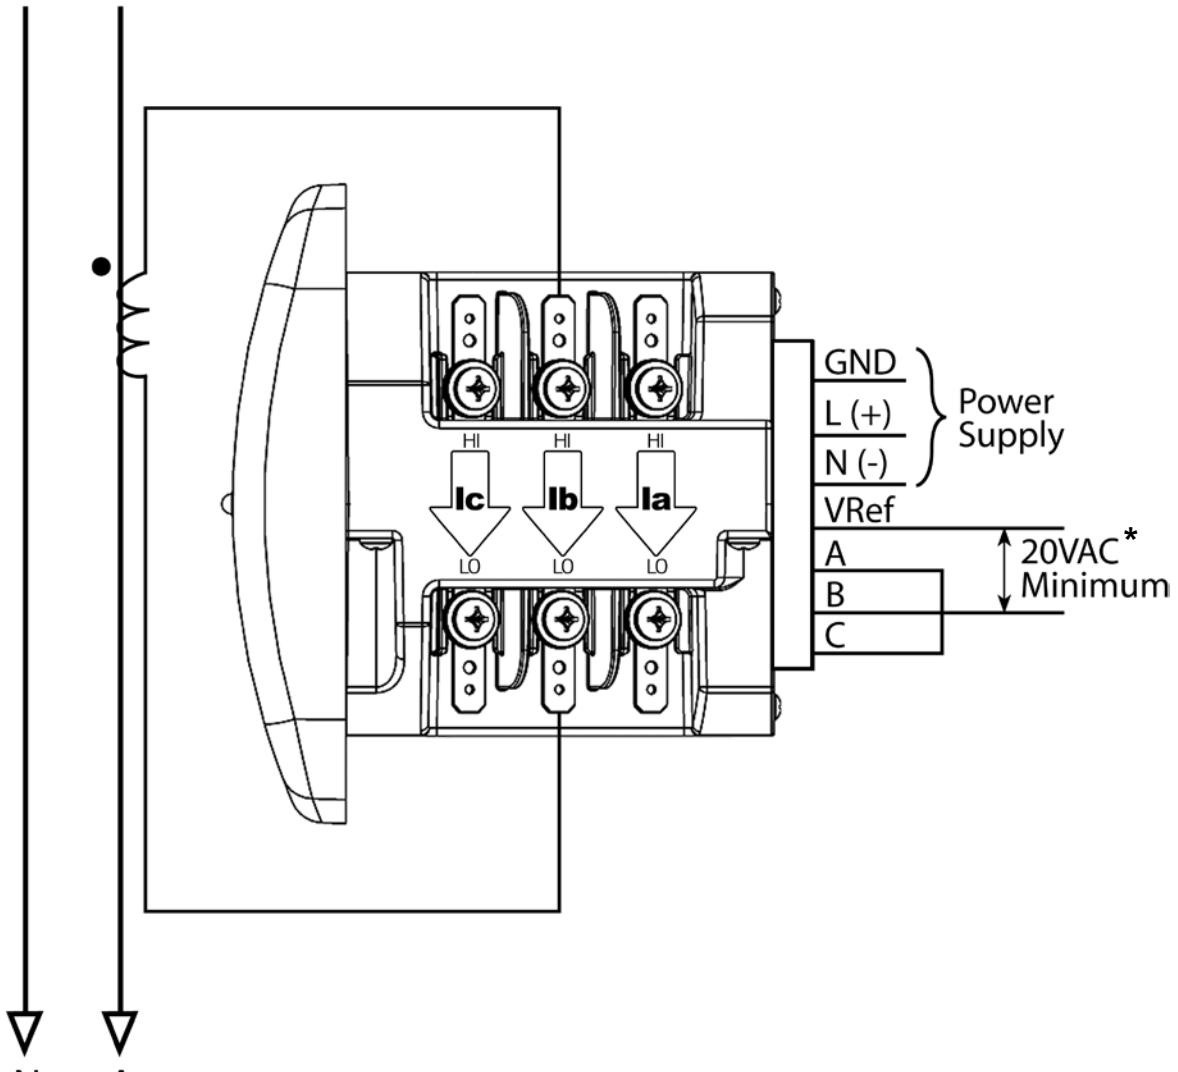 GND
L (+)
N (-)
Power
Supply
VRef
A
B
C
20VAC*
Minimum
HI HI HI
Ic Ib Ia
LO LO LO